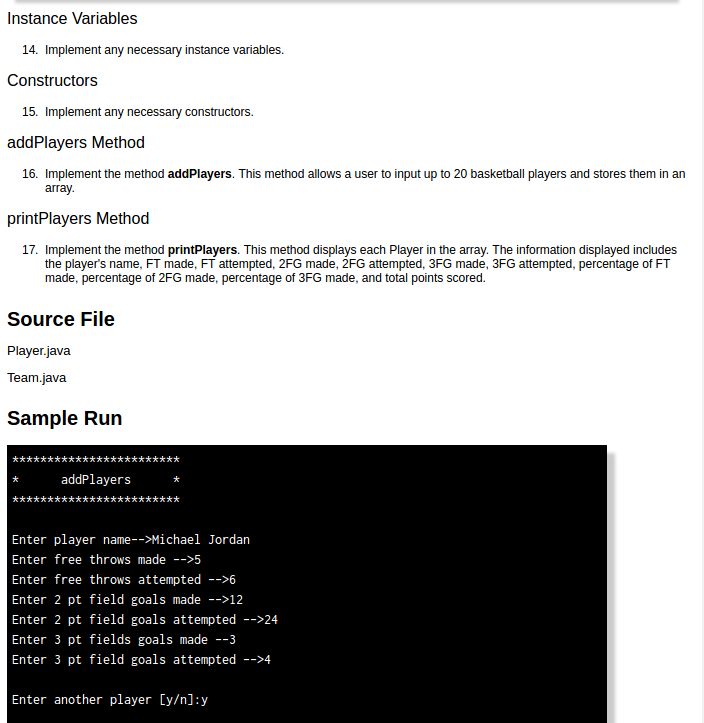 Instance Variables
14. Implement any necessary instance variables.
Constructors
15. Implement any necessary constructors.
addPlayers Method
16. Implement the method addPlayers. This method allows a user to input up to 20 basketball players and stores them in an
array.
printPlayers Method
17. Implement the method printPlayers. This method displays each Player in the array. The information displayed includes
the player's name, FT made, FT attempted, 2FG made, 2FG attempted, 3FG made, 3FG attempted, percentage of FT
made, percentage of 2FG made, percentage of 3FG made, and total points scored.
Source File
Player.java
Team.java
Sample Run
************************
*      addPlayers      *
************************
Enter player name-->Michael Jordan
Enter free throws made -->5
Enter free throws attempted -->6
Enter 2 pt field goals made -->12
Enter 2 pt field goals attempted -->24
Enter 3 pt fields goals made --3
Enter 3 pt field goals attempted -->4
Enter another player [y/n]:y